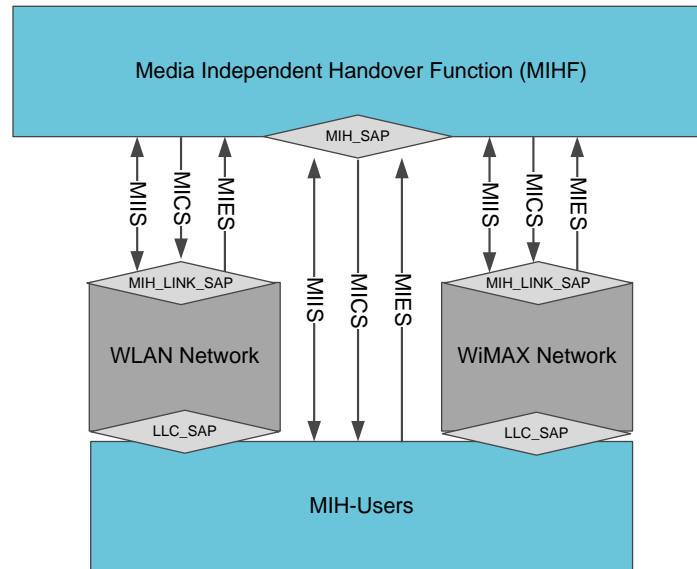 Media Independent Handover Function (MIHF)
MIH_SAP
MIIS
MICS
MIES
MIIS
MICS
MIES
MIIS
MICS
MIES
MIH_LINK_SAP
MIH_LINK_SAP
WLAN Network
WiMAX Network
LLC_SAP
LLC_SAP
MIH-Users